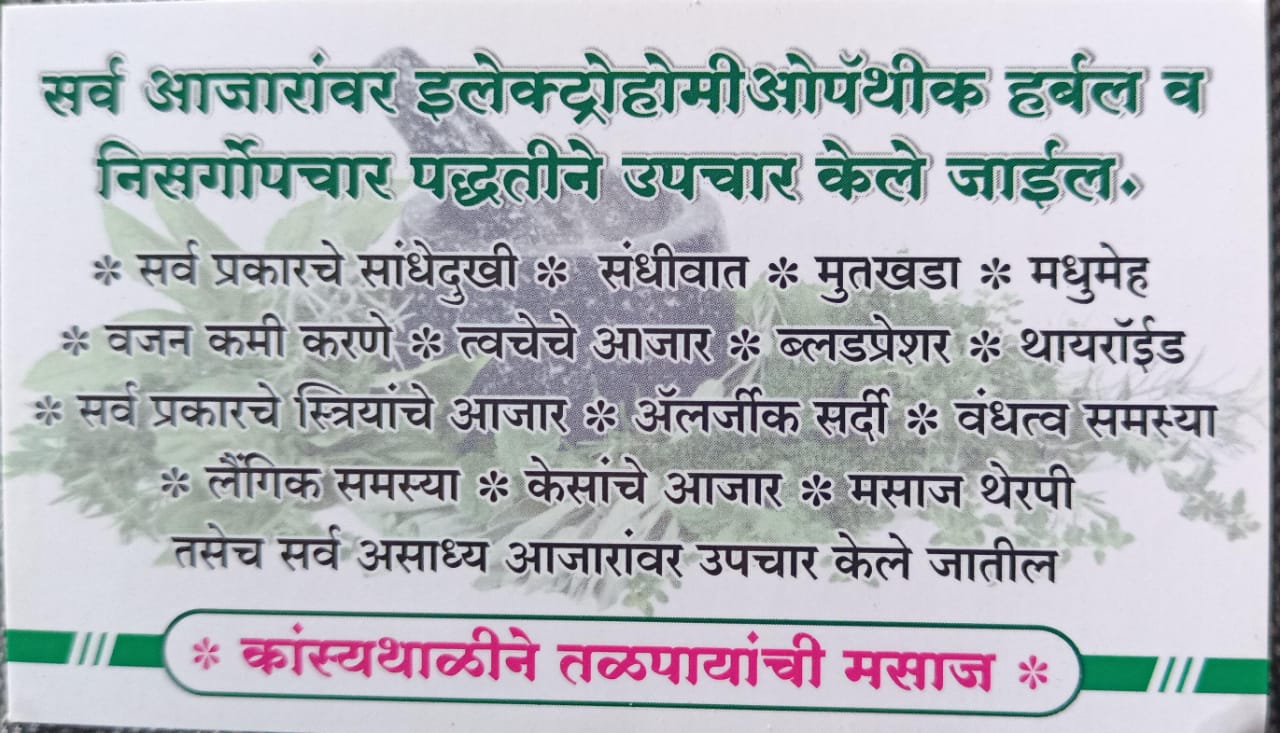 सर्व आजारांवर इलेक्ट्रोहोमीओपॅथीक हर्बल व
निसर्गोपचार पद्धतीने उपचार केले जाईल.
* सर्व प्रकारचे सांधेदुखी * संधीवात * मुतखडा * मधुमेह
* वजन कमी करणे * त्वचेचे आजार * ब्लडप्रेशर * थायरॉईड
* सर्व प्रकारचे स्त्रियांचे आजार * ॲलर्जीक सर्दी * वंधत्व समस्या
* लैंगिक समस्या * केसांचे आजार * मसाज थेरपी
तसेच सर्व असाध्य आजारांवर उपचार केले जातील
* कांस्यथाळीने तळपायांची मसाज *